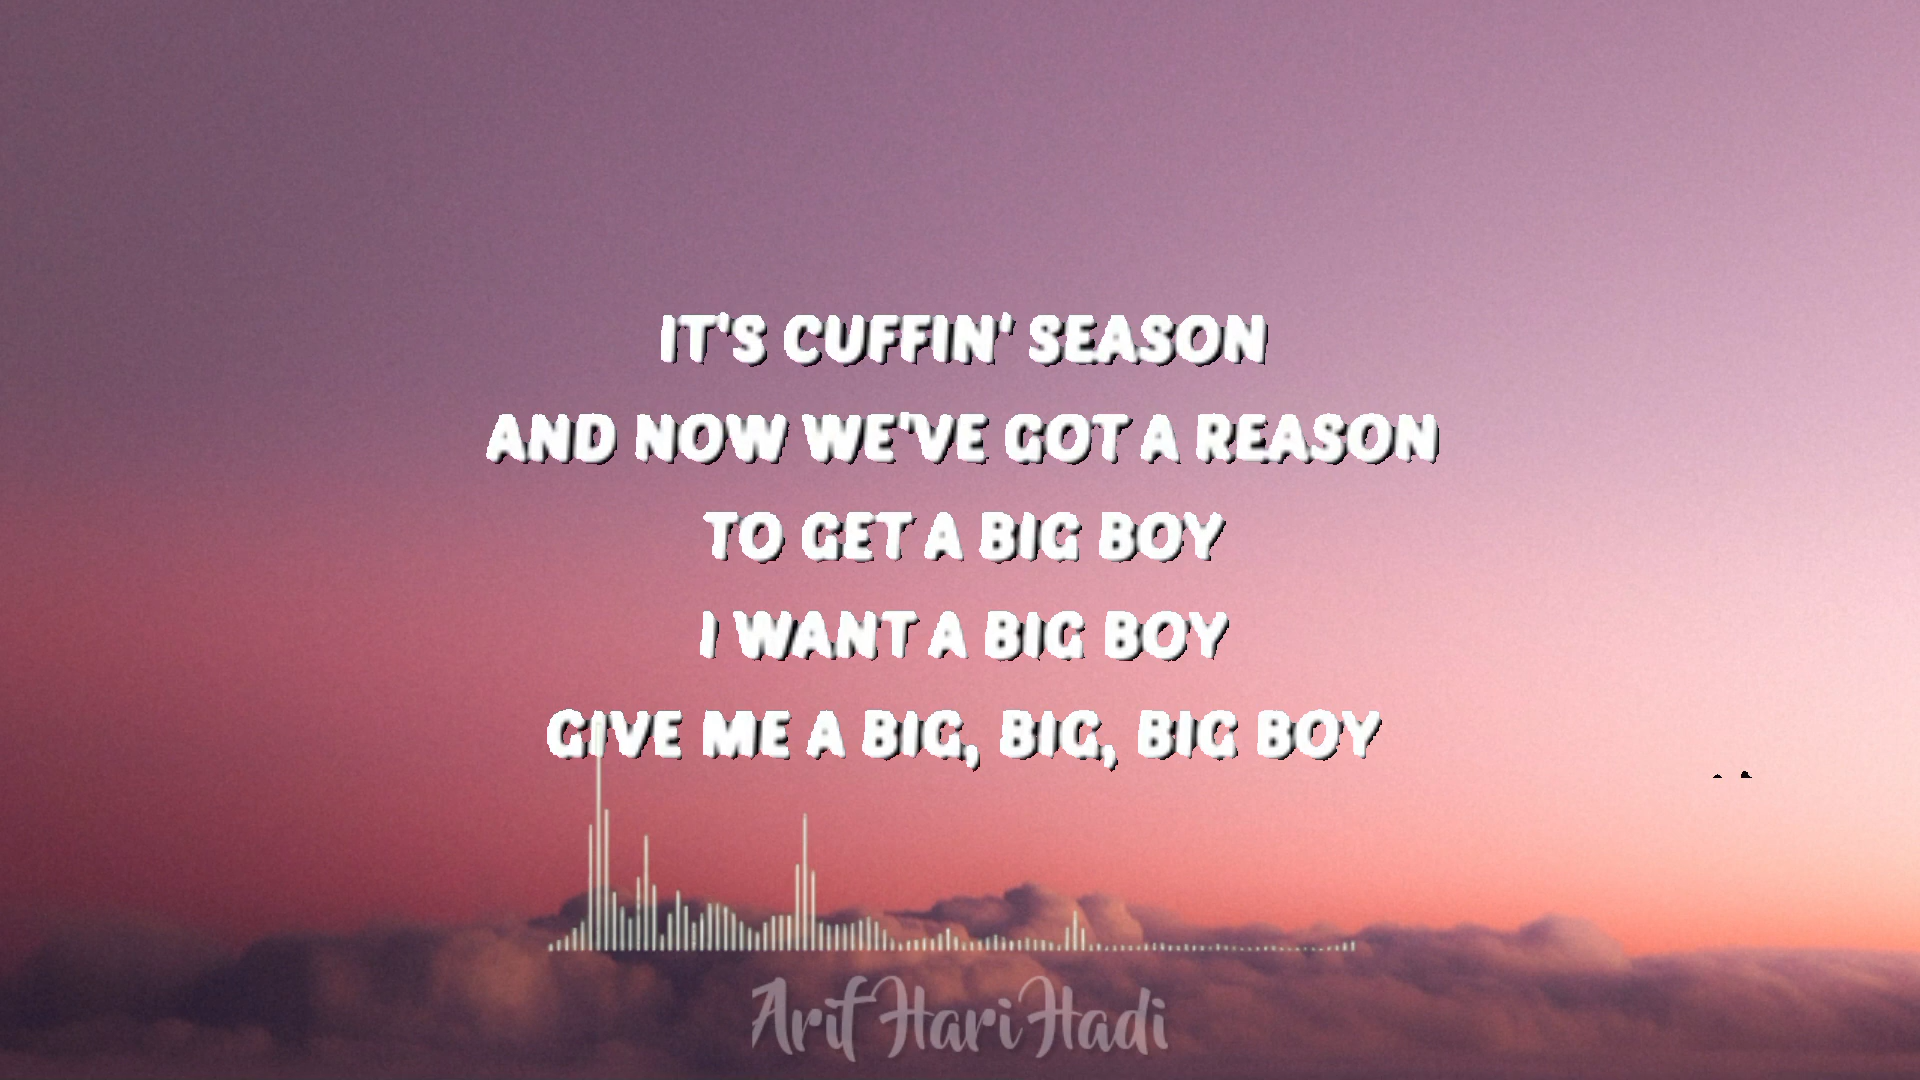 IT'S CUFFIN' SEASON
AND NOW WE'VE GOT A REASON
TO GET A BIG BOY
I WANT A BIG BOY
GIVE ME A BIG, BIG, BIG BOY
Arif Hari Hadi